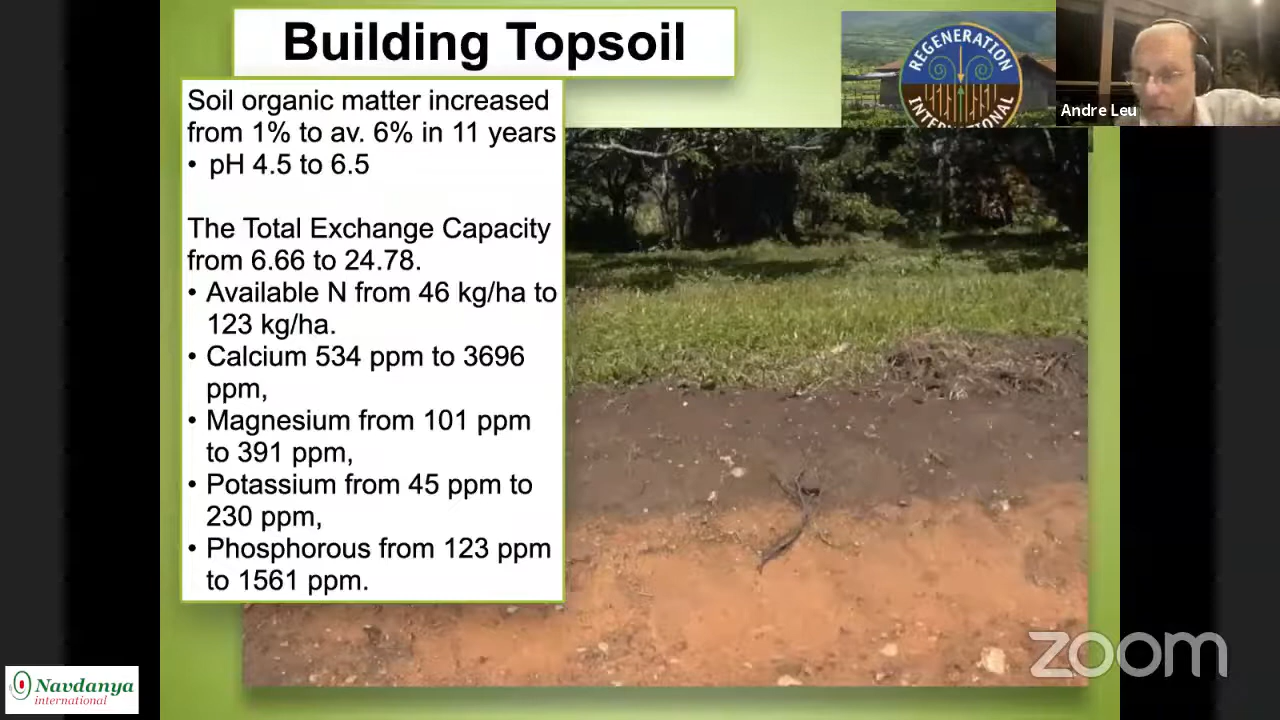 Building Topsoil
Soil organic matter increased
from 1% to av. 6% in 11 years
• pH 4.5 to 6.5
The Total Exchange Capacity
from 6.66 to 24.78.
• Available N from 46 kg/ha to
123 kg/ha.
• Calcium 534 ppm to 3696
ppm,
• Magnesium from 101 ppm
to 391 ppm,
• Potassium from 45 ppm to
230 ppm,
• Phosphorous from 123 ppm
to 1561 ppm.
REGENERATION
INTERNATIONAL
Andre Leu
zoom
Navdanya
international